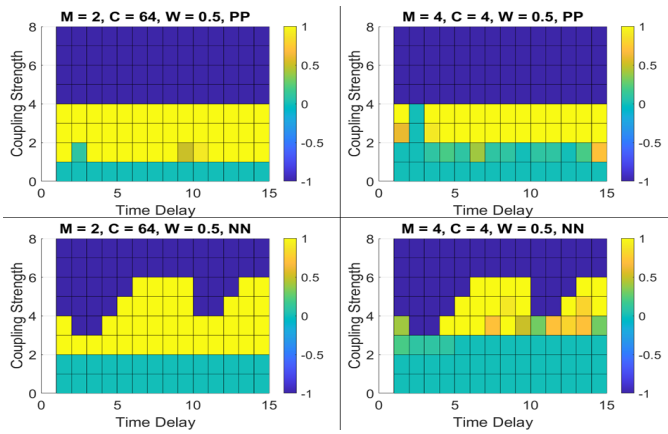 M = 2, C = 64, W = 0.5, PP
Coupling Strength
8
6
4
2
0
0 5 10 15
Time Delay
1
0.5
0
-0.5
-1
M = 4, C = 4, W = 0.5, PP
Coupling Strength
8
6
4
2
0
0 5 10 15
Time Delay
1
0.5
0
-0.5
-1
M = 2, C = 64, W = 0.5, NN
Coupling Strength
8
6
4
2
0
0 5 10 15
Time Delay
1
0.5
0
-0.5
-1
M = 4, C = 4, W = 0.5, NN
Coupling Strength
8
6
4
2
0
0 5 10 15
Time Delay
1
0.5
0
-0.5
-1